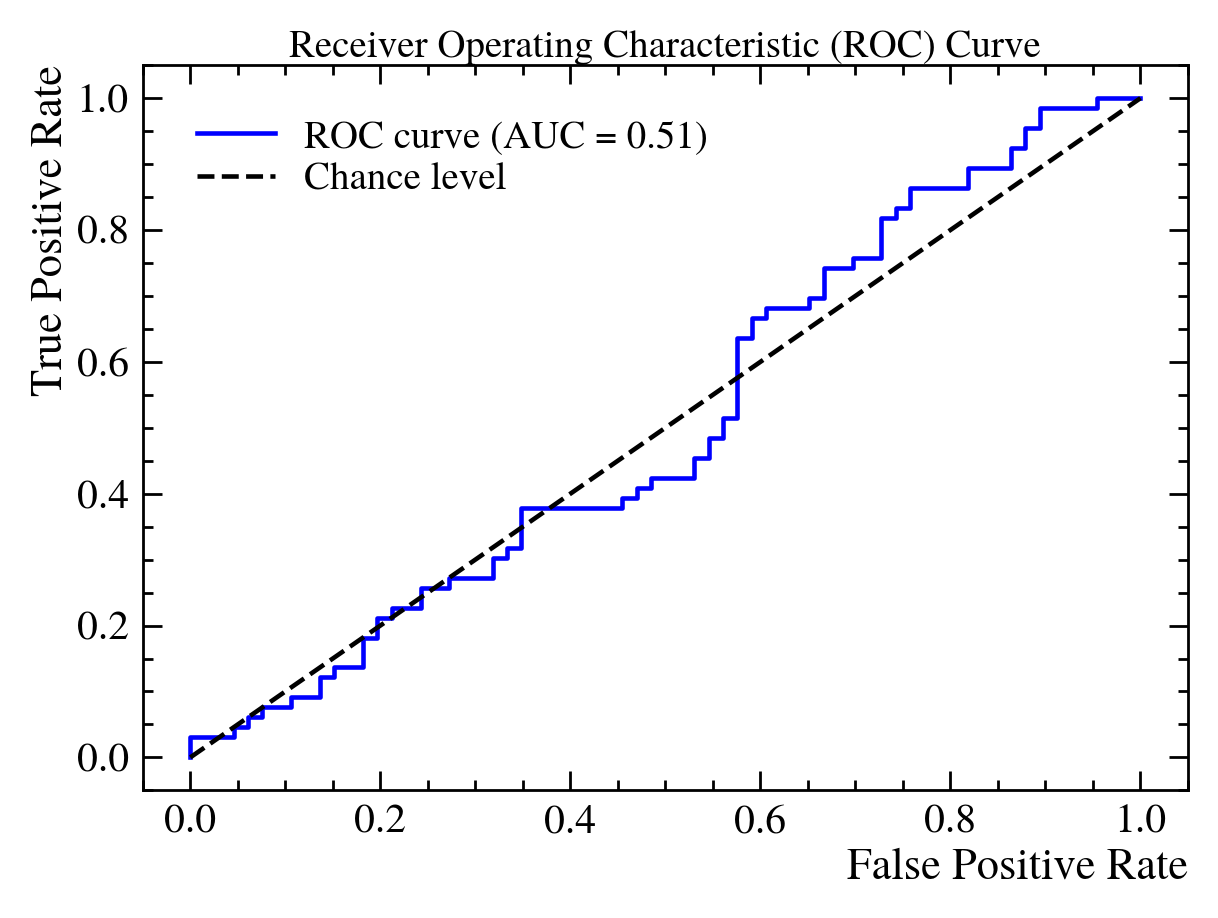 Receiver Operating Characteristic (ROC) Curve
True Positive Rate
1.0
0.8
0.6
0.4
0.2
0.0
ROC curve (AUC = 0.51)
Chance level
0.0 0.2 0.4 0.6 0.8 1.0
False Positive Rate